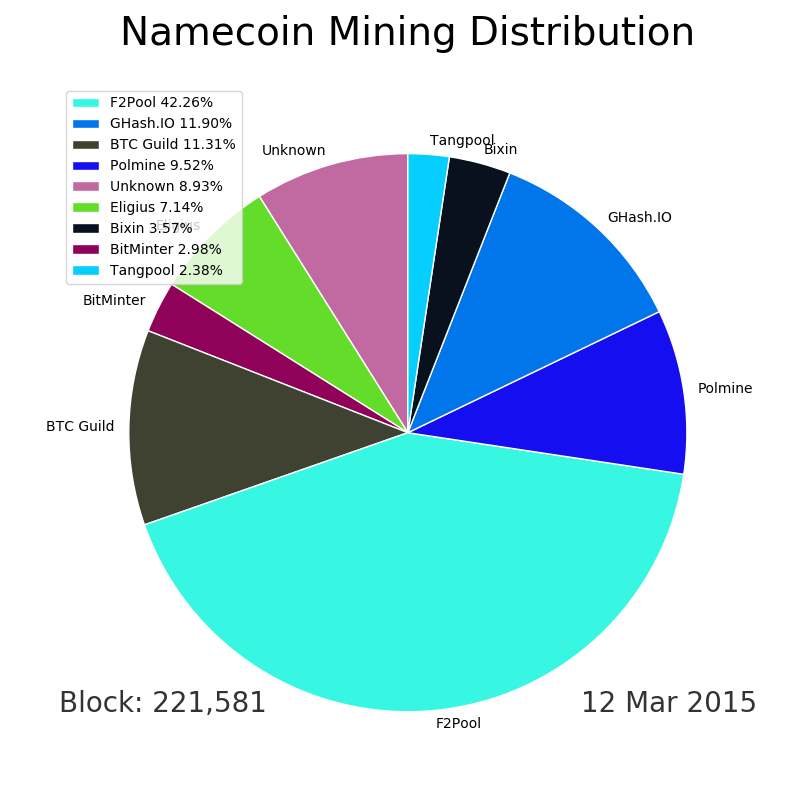 Namecoin Mining Distribution
F2Pool 42.26%
GHash.IO 11.90%
BTC Guild 11.31%
Polmine 9.52%
Unknown 8.93%
Eligius 7.14%
Bixin 3.57%
BitMinter 2.98%
Tangpool 2.38%
Tangpool
Bixin
Unknown
GHash.IO
Eligius
BitMinter
Polmine
BTC Guild
F2Pool
Block: 221,581
12 Mar 2015